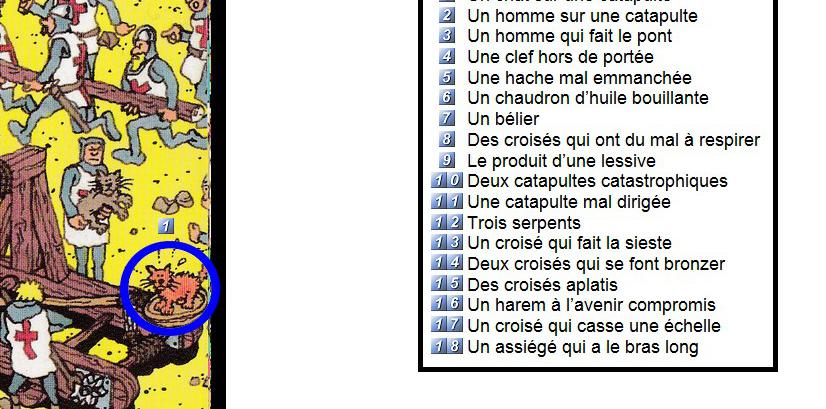 2 Un homme sur une catapulte
3 Un homme qui fait le pont
4 Une clef hors de portée
5 Une hache mal emmanchée
6 Un chaudron d’huile bouillante
7 Un bélier
8 Des croisés qui ont du mal à respirer
9 Le produit d’une lessive
10 Deux catapultes catastrophiques
11 Une catapulte mal dirigée
12 Trois serpents
13 Un croisé qui fait la sieste
14 Deux croisés qui se font bronzer
15 Des croisés aplatis
16 Un harem à l’avenir compromis
17 Un croisé qui casse une échelle
18 Un assiégé qui a le bras long
1